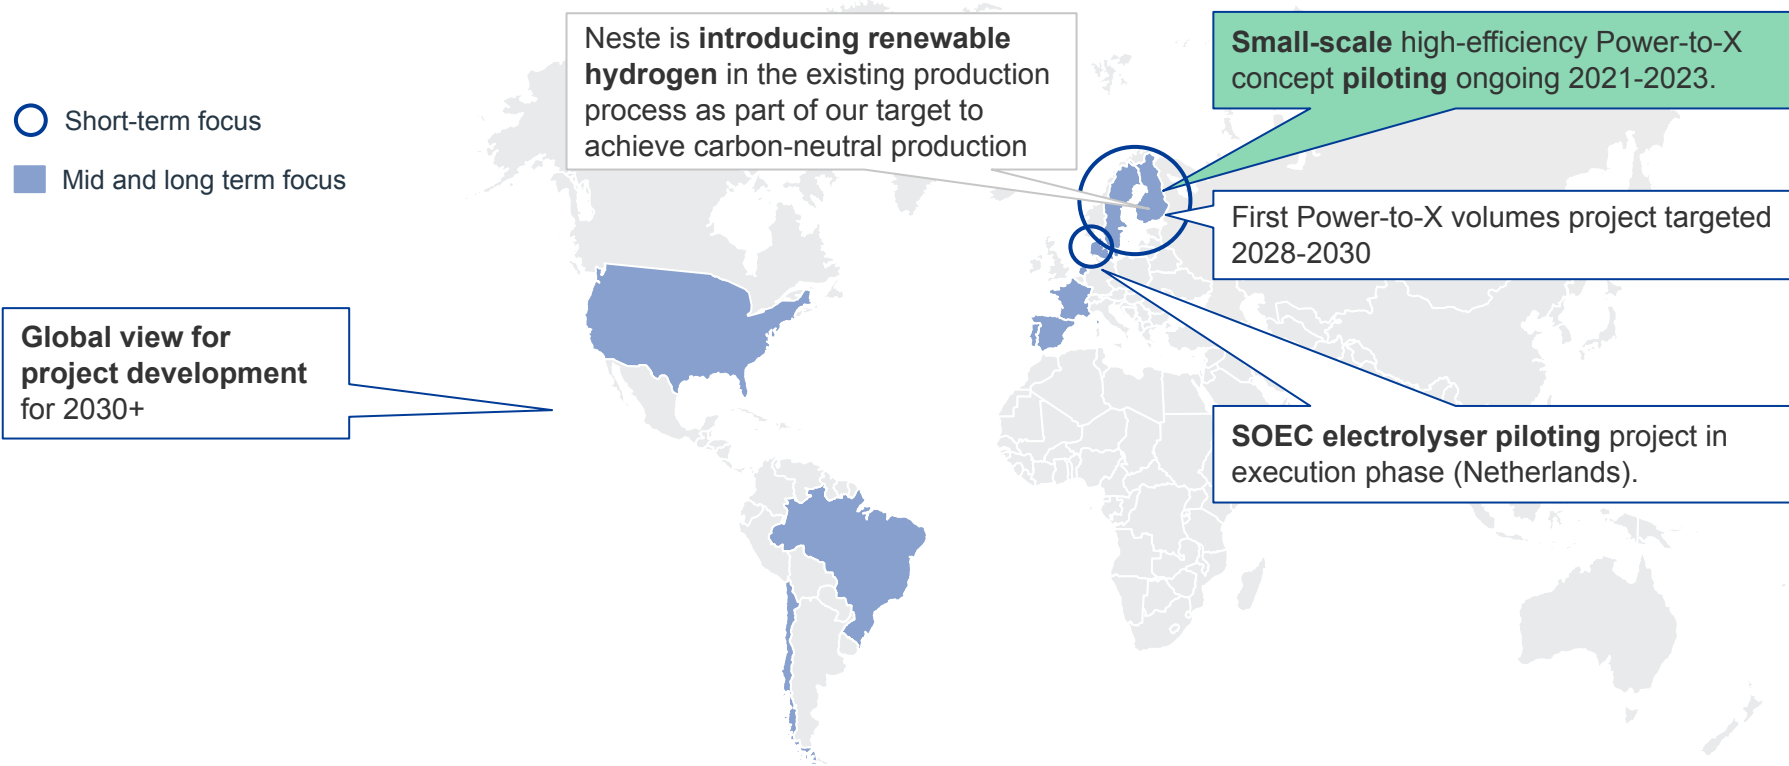 Neste is introducing renewable
hydrogen in the existing production
process as part of our target to
achieve carbon-neutral production
Small-scale high-efficiency Power-to-X
concept piloting ongoing 2021-2023.
Short-term focus
Mid and long term focus
First Power-to-X volumes project targeted
2028-2030
Global view for
project development
for 2030+
SOEC electrolyser piloting project in
execution phase (Netherlands).